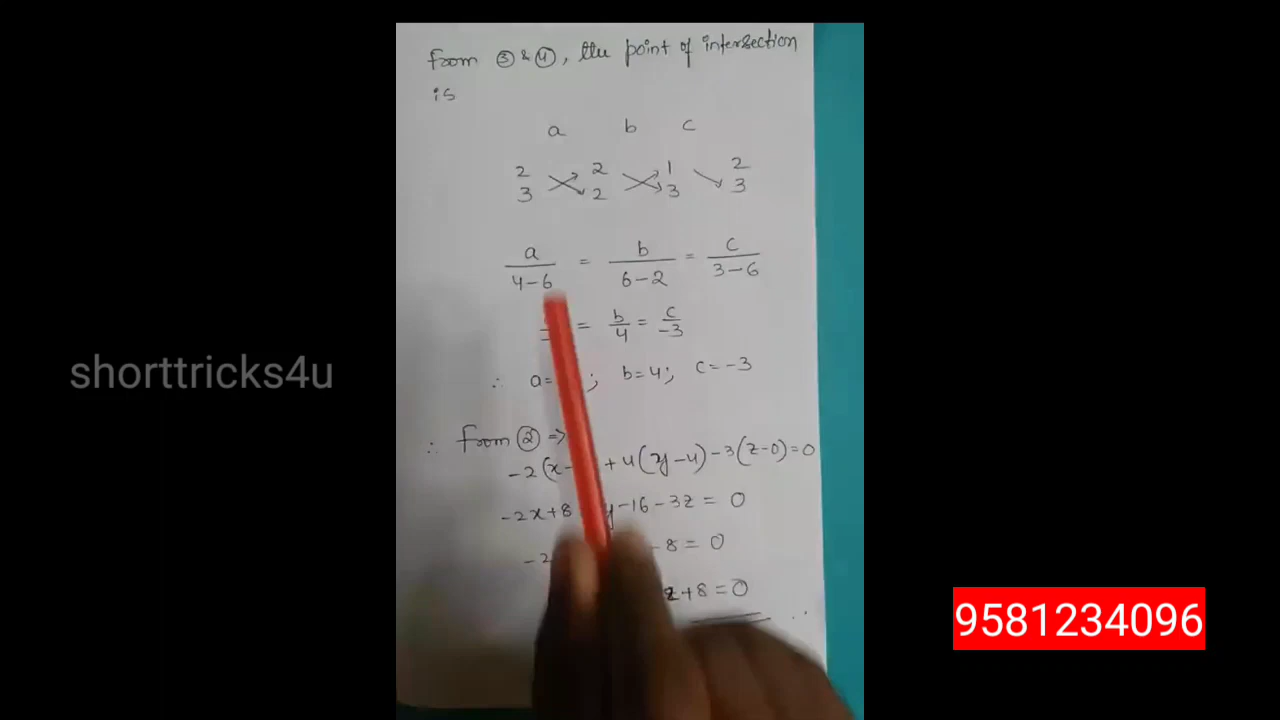 From ③ & ④, the point of intersection
is
a b c
2 2 1 2
3 2 3 3
a/4-6 = b/6-2 = c/3-6
= b/4 = c/-3
∴ a= ; b=4; c=-3
∴ From ② ⇒
-2(x- +4(y-4)-3(z-0)=0
-2x+8 y-16-3z = 0
-2 -8 = 0
z+8=0
shorttricks4u
9581234096